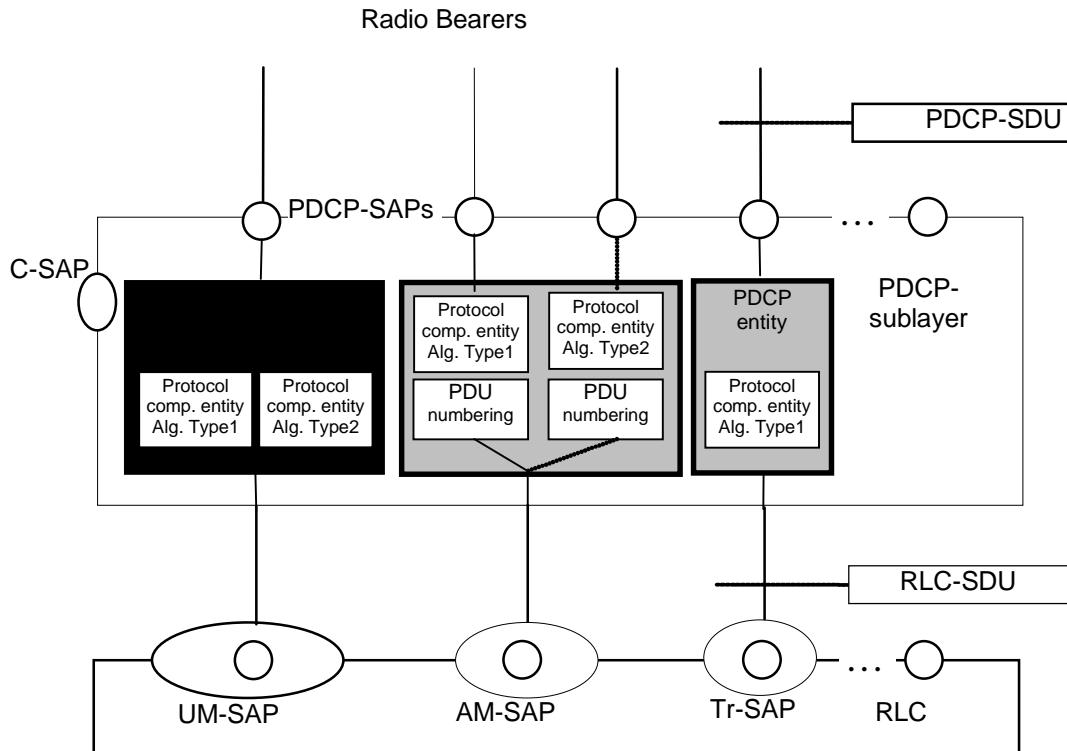 Radio Bearers
PDCP-SDU
PDCP-SAPs
...
C-SAP
PDCP-
sublayer
Protocol
comp. entity
Alg. Type1
Protocol
comp. entity
Alg. Type2
Protocol
comp. entity
Alg. Type1
PDU
numbering
Protocol
comp. entity
Alg. Type2
PDU
numbering
PDCP
entity
Protocol
comp. entity
Alg. Type1
RLC-SDU
...
UM-SAP
AM-SAP
Tr-SAP
RLC